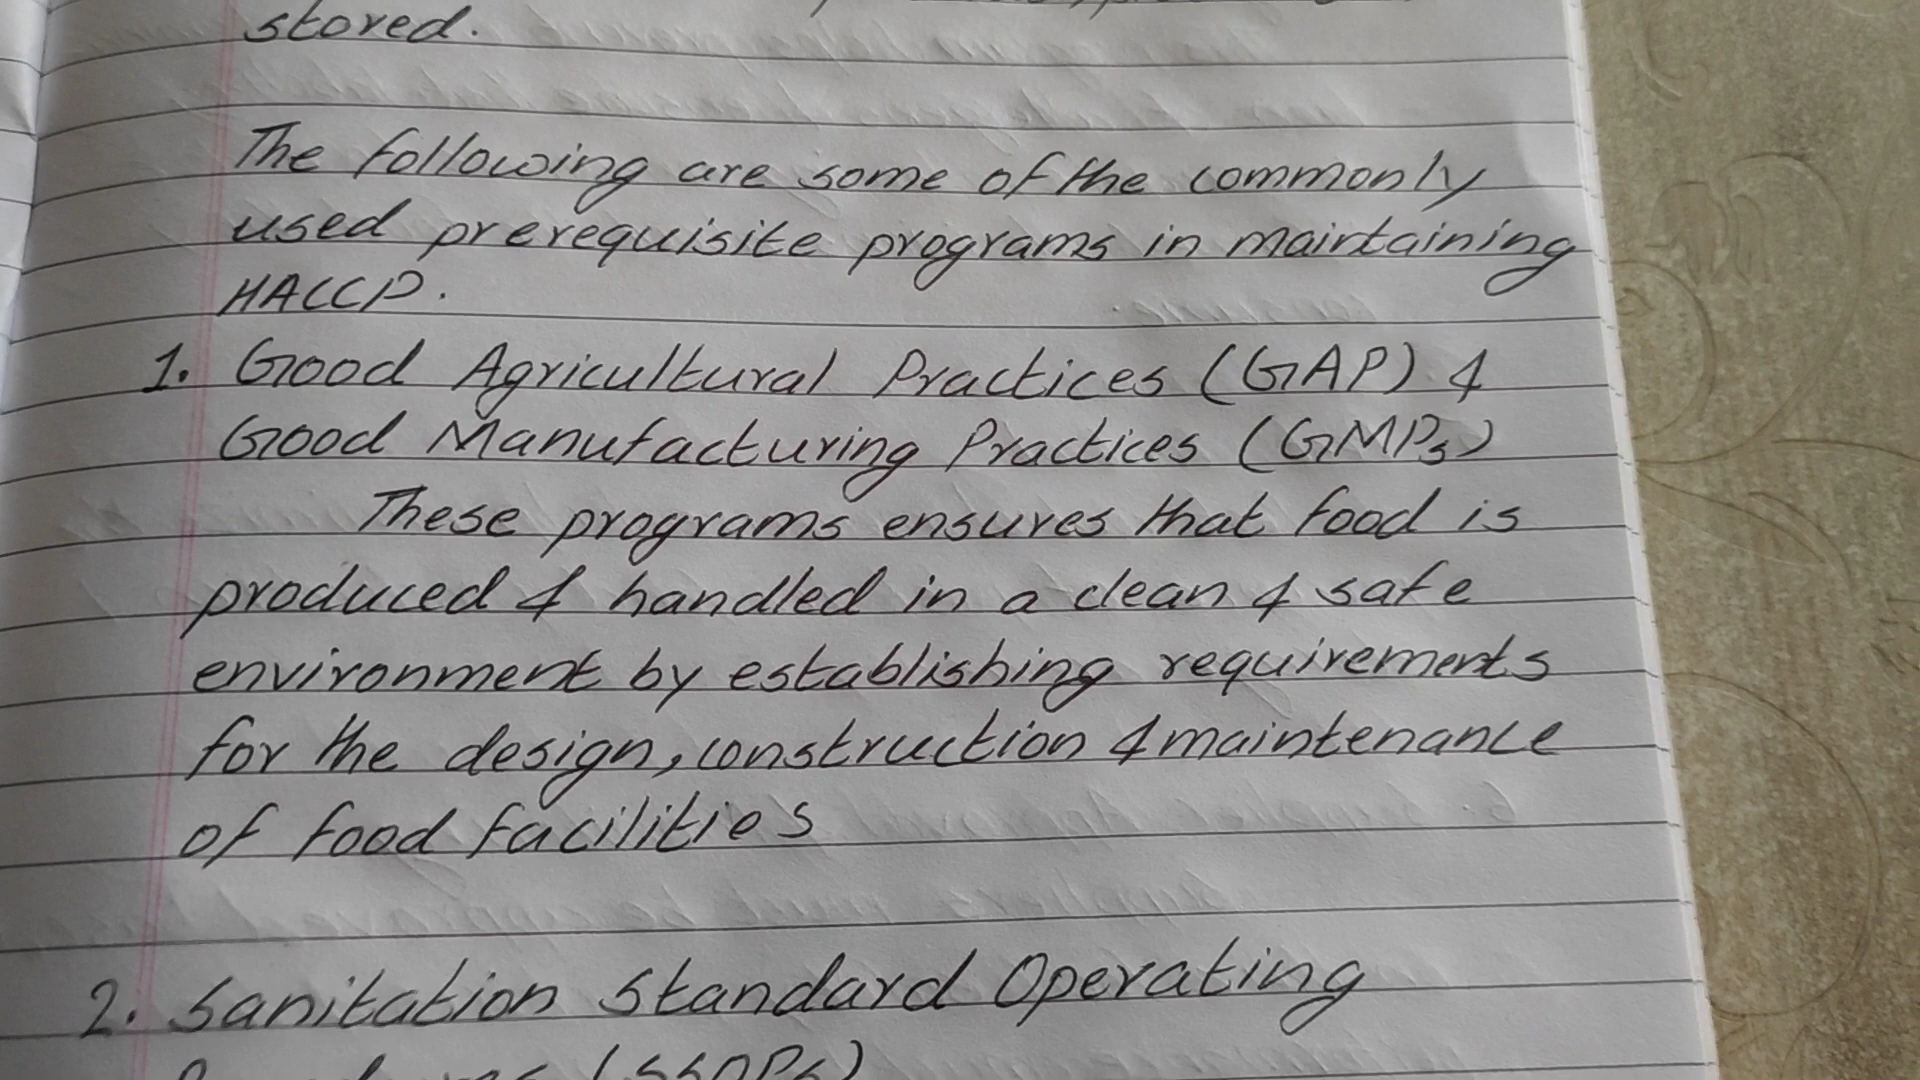 stored.
The following are some of the commonly
used prerequisite programs in maintaining
HACCP.
1. Good Agricultural Practices (GAP) &
Good Manufacturing Practices (GMPs)
These programs ensures that food is
produced & handled in a clean & safe
environment by establishing requirements
for the design, construction & maintenance
of food facilities
2. Sanitation Standard Operating
(SSOPs)